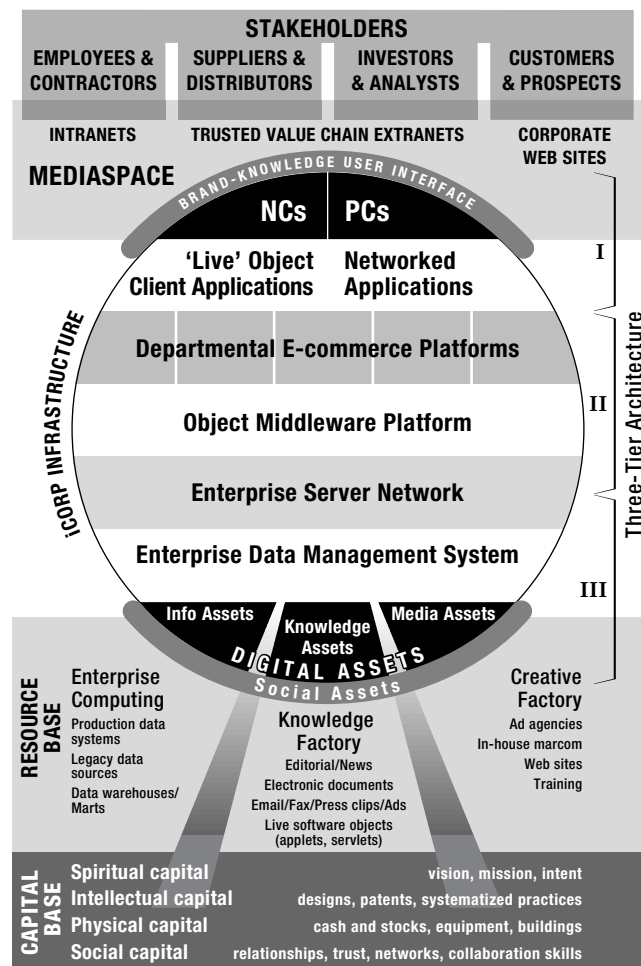 STAKEHOLDERS
EMPLOYEES &
CONTRACTORS
SUPPLIERS &
DISTRIBUTORS
INVESTORS
& ANALYSTS
CUSTOMERS
& PROSPECTS
INTRANETS
TRUSTED VALUE CHAIN EXTRANETS
CORPORATE
WEB SITES
MEDIASPACE
BRAND-KNOWLEDGE USER INTERFACE
NCs
PCs
'Live' Object
Client Applications
Networked
Applications
I
Departmental E-commerce Platforms
iCORP INFRASTRUCTURE
Object Middleware Platform
II
Three-Tier Architecture
Enterprise Server Network
Enterprise Data Management System
III
Info Assets
Knowledge
Assets
Media Assets
DIGITAL ASSETS
Social Assets
RESOURCE
BASE
Enterprise
Computing
Production data
systems
Legacy data
sources
Data warehouses/
Marts
Knowledge
Factory
Editorial/News
Electronic documents
Email/Fax/Press clips/Ads
Live software objects
(applets, servlets)
Creative
Factory
Ad agencies
In-house marcom
Web sites
Training
CAPITAL
BASE
Spiritual capital vision, mission, intent
Intellectual capital designs, patents, systematized practices
Physical capital cash and stocks, equipment, buildings
Social capital relationships, trust, networks, collaboration skills